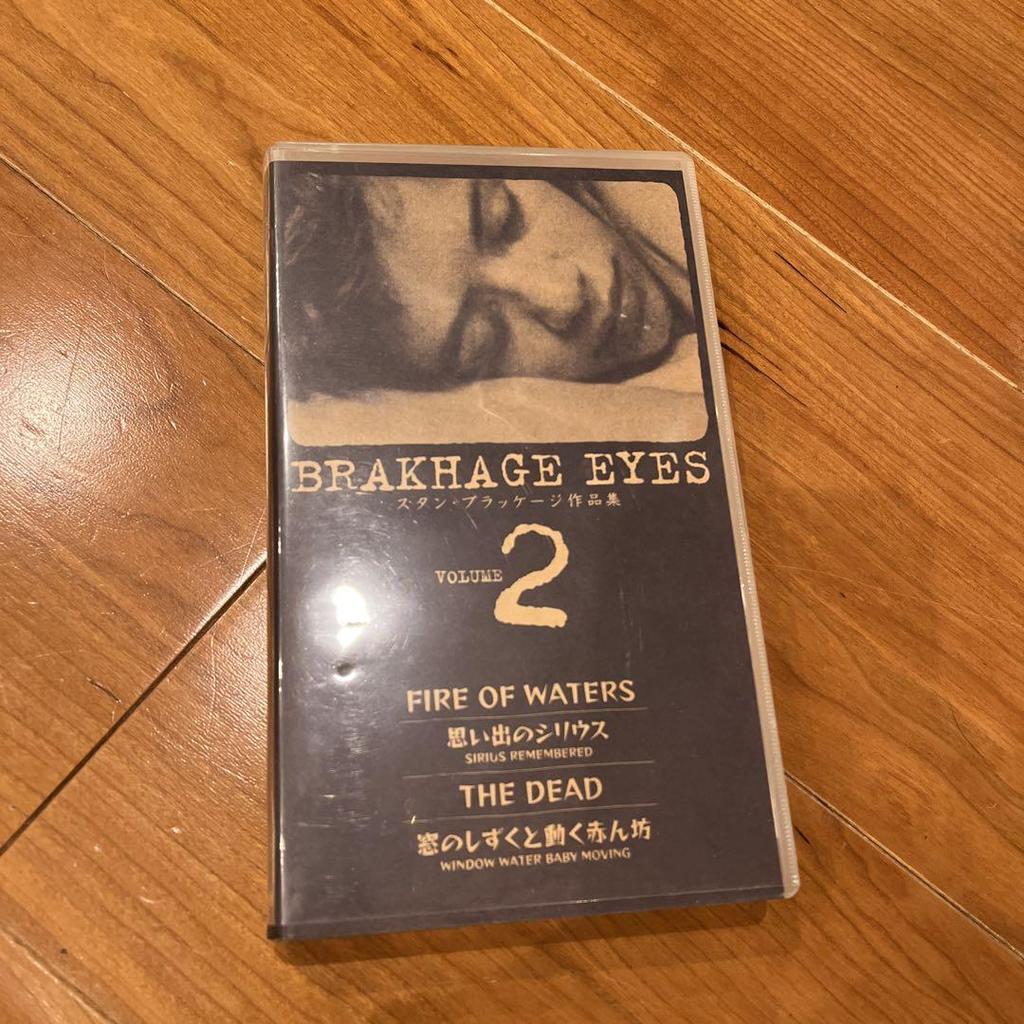 BRAKHAGE EYES
スタン・ブラッケージ作品集
VOLUME 2
FIRE OF WATERS
思い出のシリウス
SIRIUS REMEMBERED
THE DEAD
窓のしずくと動く赤ん坊
WINDOW WATER BABY MOVING